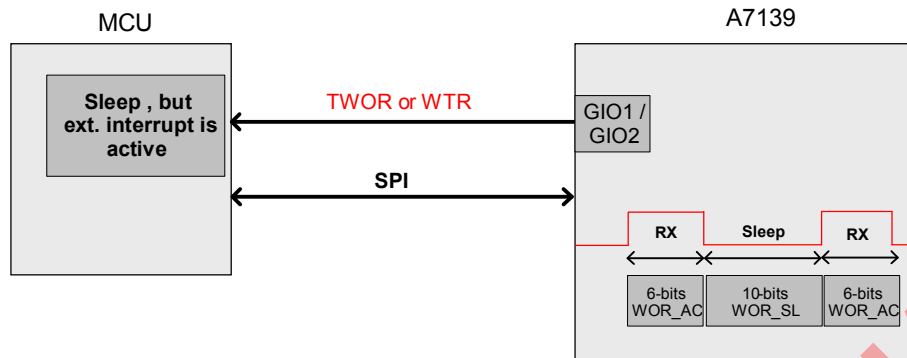 MCU
A7139
Sleep , but
ext. interrupt is
active
TWOR or WTR
GIO1 /
GIO2
SPI
RX
Sleep
RX
6-bits
WOR_AC
10-bits
WOR_SL
6-bits
WOR_AC